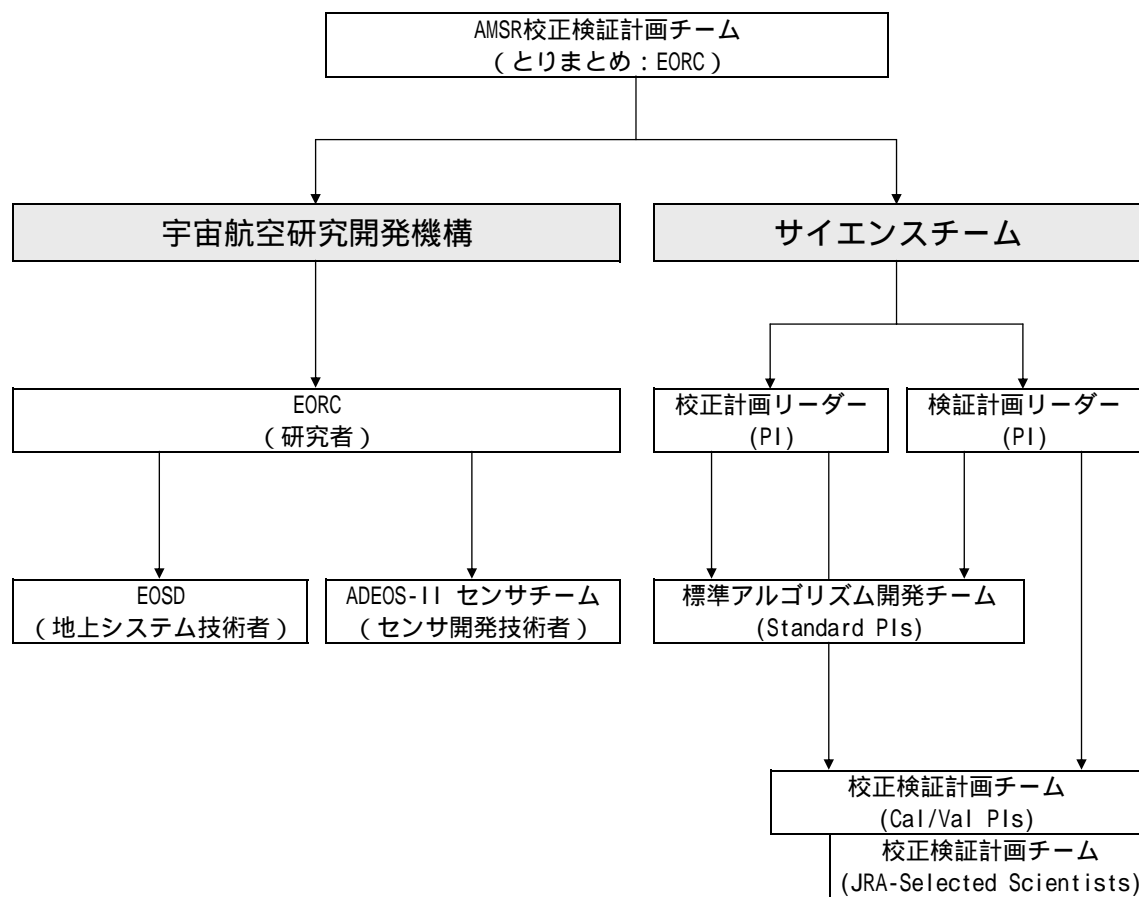 AMSR校正検証計画チーム
(とりまとめ:EORC)
宇宙航空研究開発機構
サイエンスチーム
EORC
(研究者)
校正計画リーダー
(PI)
検証計画リーダー
(PI)
EOSD
(地上システム技術者)
ADEOS-II センサチーム
(センサ開発技術者)
標準アルゴリズム開発チーム
(Standard PIs)
校正検証計画チーム
(Cal/Val PIs)
校正検証計画チーム
(JRA-Selected Scientists)